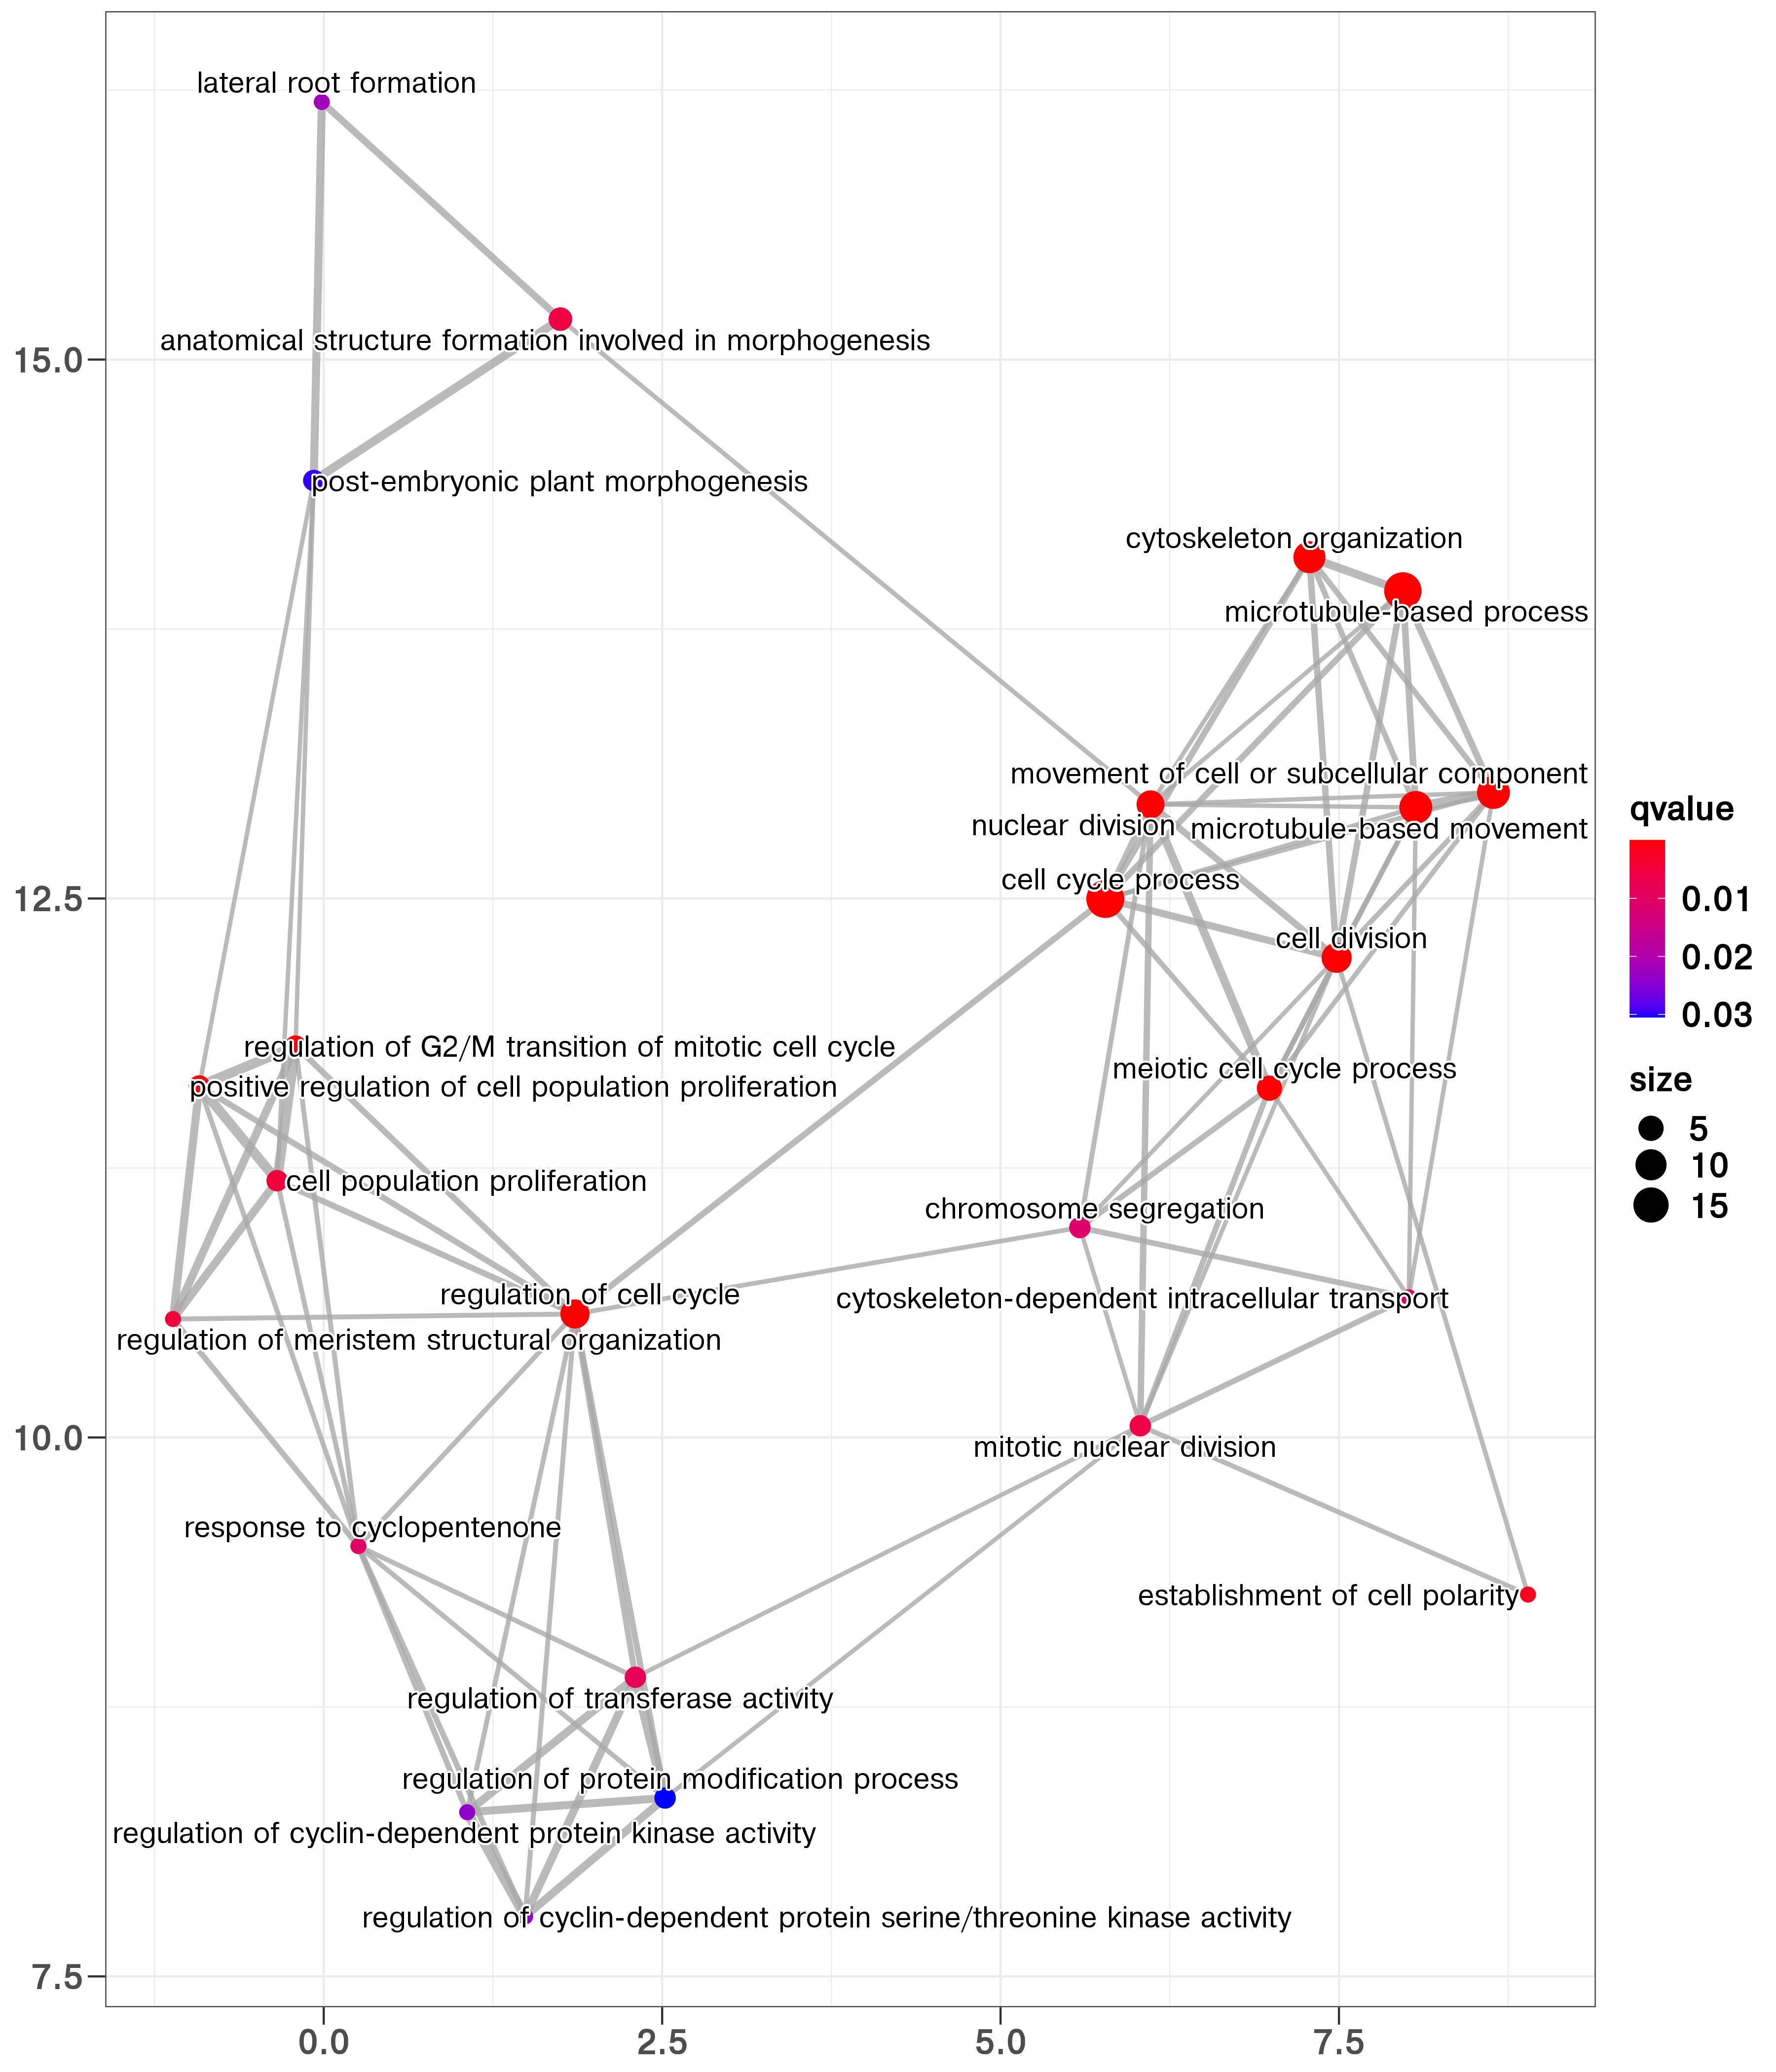 lateral root formation
anatomical structure formation involved in morphogenesis
15.0
post-embryonic plant morphogenesis
cytoskeleton organization
microtubule-based process
movement of cell or subcellular component
nuclear division
microtubule-based movement
cell cycle process
12.5
cell division
regulation of G2/M transition of mitotic cell cycle
meiotic cell cycle process
positive regulation of cell population proliferation
cell population proliferation
chromosome segregation
regulation of cell cycle
cytoskeleton-dependent intracellular transport
regulation of meristem structural organization
10.0
mitotic nuclear division
response to cyclopentenone
establishment of cell polarity
regulation of transferase activity
regulation of protein modification process
regulation of cyclin-dependent protein kinase activity
regulation of cyclin-dependent protein serine/threonine kinase activity
7.5
0.0
2.5
5.0
7.5
qvalue
0.01
0.02
0.03
size
5
10
15